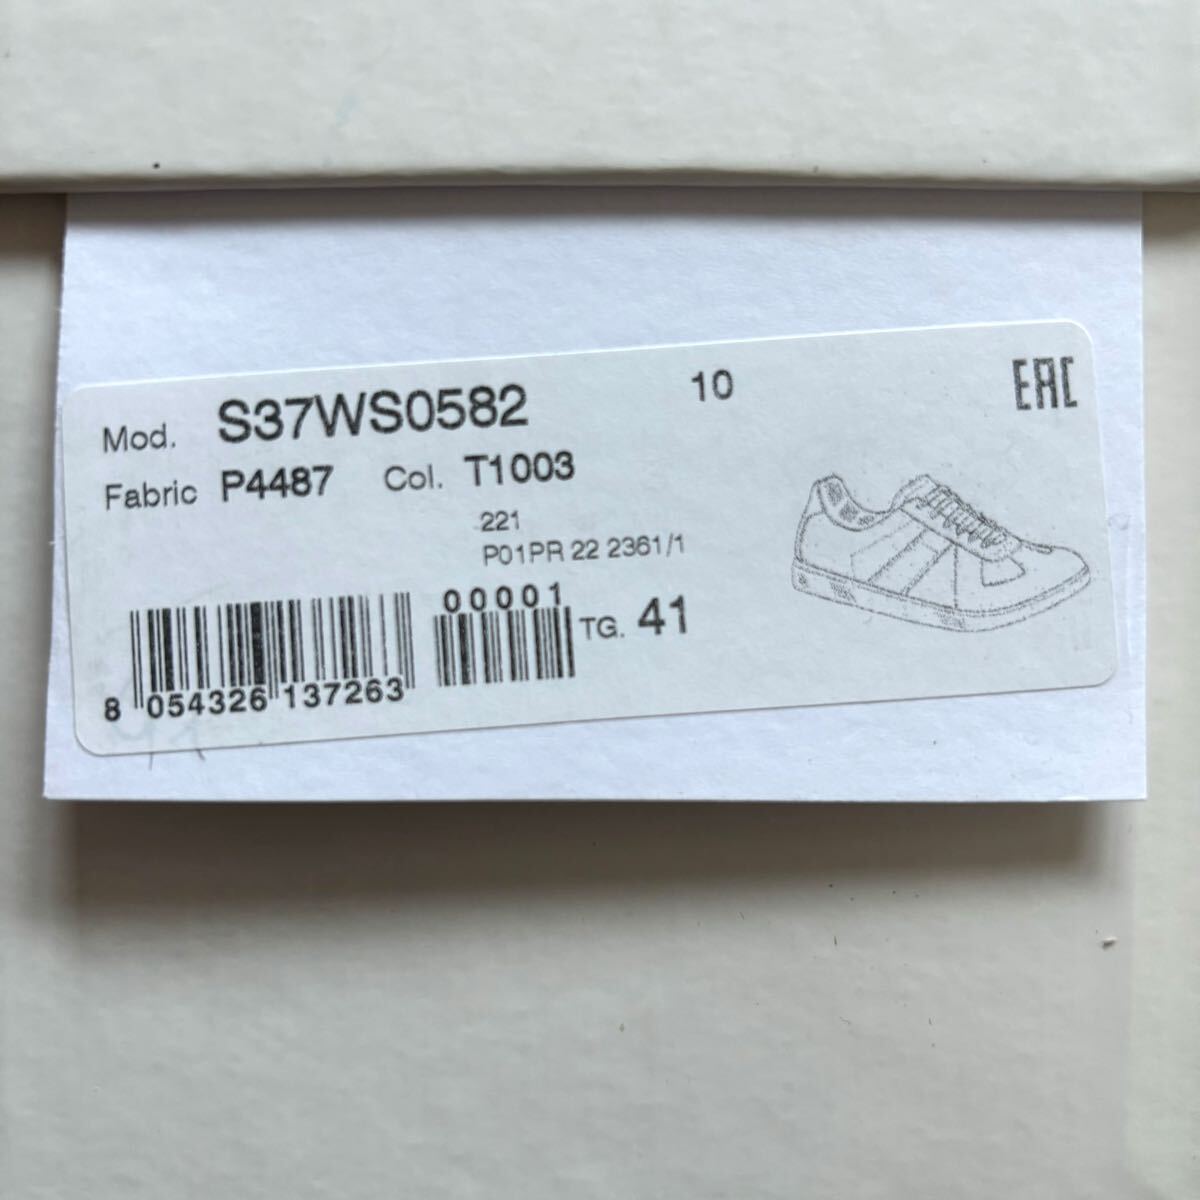 Mod. S37WS0582 10 EAC
Fabric P4487 Col. T1003
221
P01PR 22 2361/1
00001
TG. 41
8 054326 137263